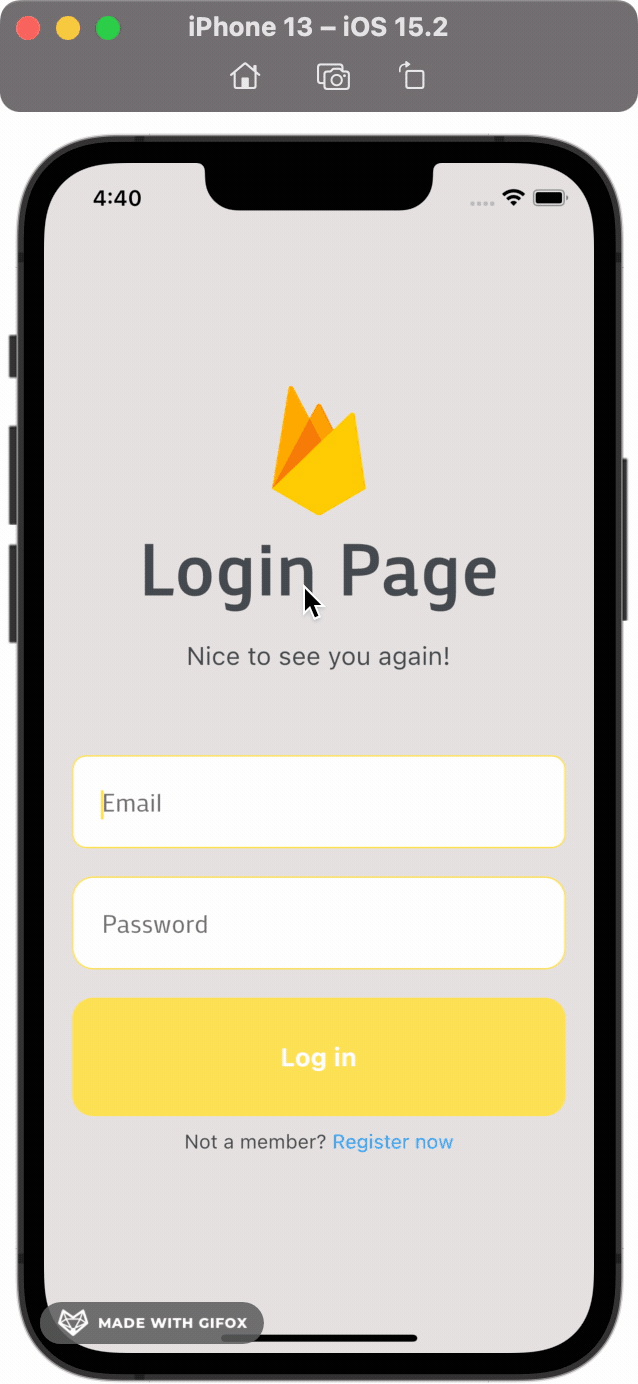 iPhone 13 – iOS 15.2
4:40
Login Page
Nice to see you again!
Email
Password
Log in
Not a member? Register now
MADE WITH GIFOX